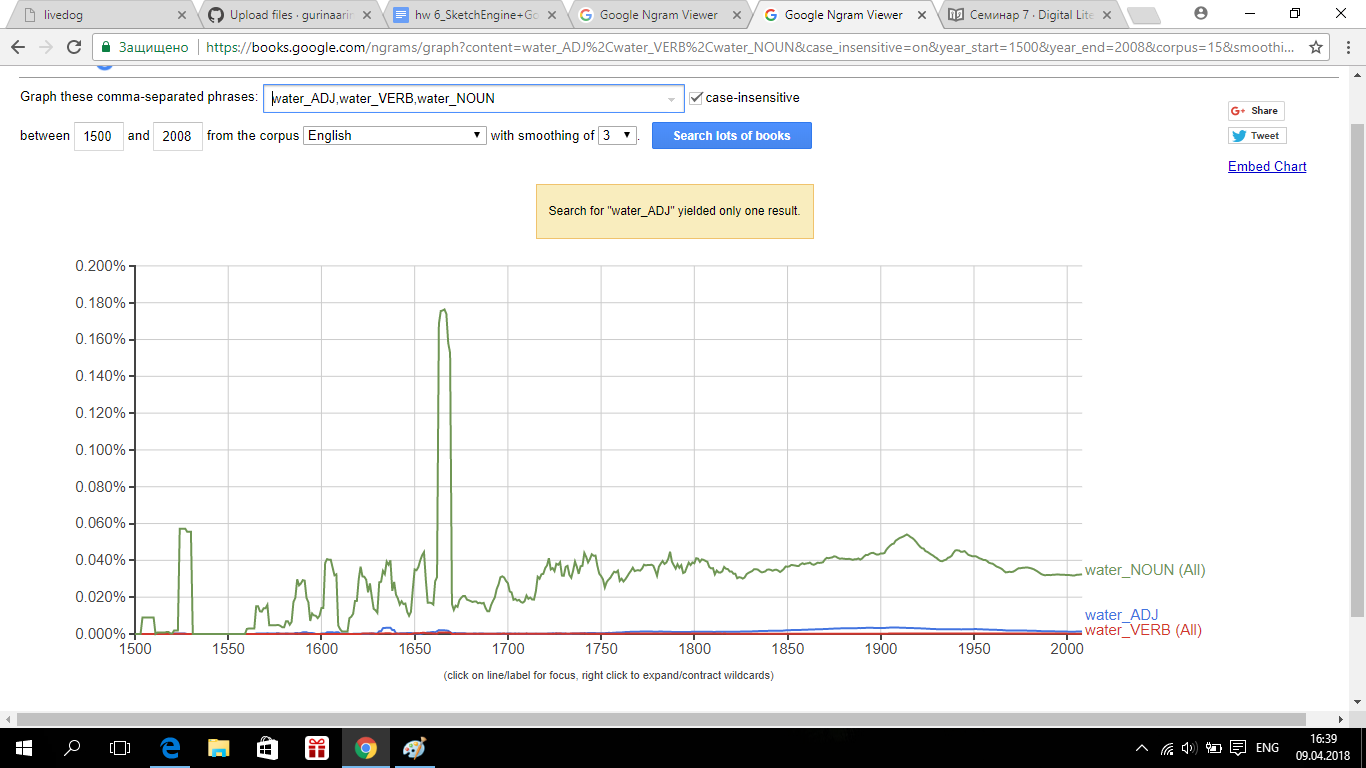 livedog
Upload files · gurinaarin
hw 6_SketchEngine+Go
Google Ngram Viewer
Google Ngram Viewer
Семинар 7 · Digital Lite
Защищено
https://books.google.com/ngrams/graph?content=water_ADJ%2Cwater_VERB%2Cwater_NOUN&case_insensitive=on&year_start=1500&year_end=2008&corpus=15&smoothi...
Graph these comma-separated phrases: water_ADJ,water_VERB,water_NOUN case-insensitive
between 1500 and 2008 from the corpus English with smoothing of 3 . Search lots of books
G+ Share
Tweet
Embed Chart
Search for "water_ADJ" yielded only one result.
0.200%
0.180%
0.160%
0.140%
0.120%
0.100%
0.080%
0.060%
0.040%
0.020%
0.000%
water_NOUN (All)
water_ADJ
water_VERB (All)
1500 1550 1600 1650 1700 1750 1800 1850 1900 1950 2000
(click on line/label for focus, right click to expand/contract wildcards)
ENG
16:39
09.04.2018